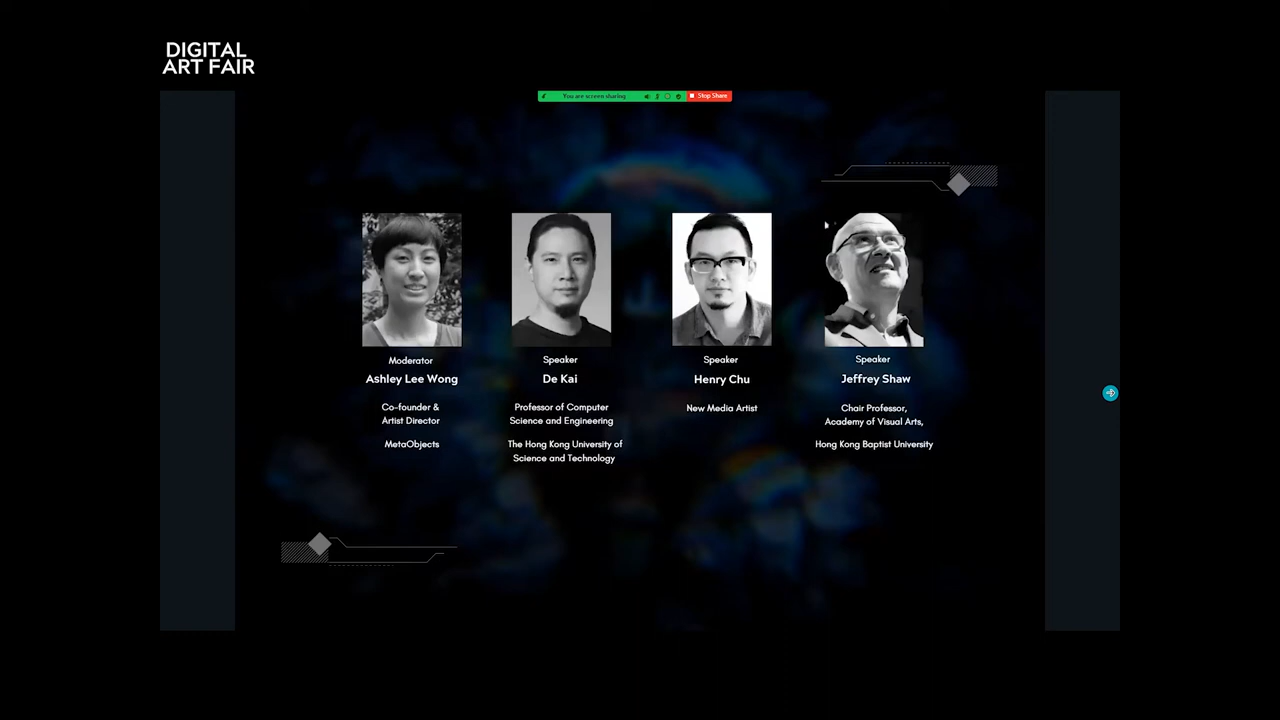 DIGITAL
ART FAIR
You are screen sharing
Stop Share
Moderator
Ashley Lee Wong
Co-founder &
Artist Director
MetaObjects
Speaker
De Kai
Professor of Computer
Science and Engineering
The Hong Kong University of
Science and Technology
Speaker
Henry Chu
New Media Artist
Speaker
Jeffrey Shaw
Chair Professor,
Academy of Visual Arts,
Hong Kong Baptist University